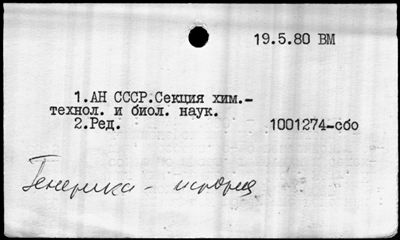 19.5.80 ВМ
1.АН СССР.Секция хим.-
технол. и биол. наук.
2.Ред. 1001274-сбо
Генетика - история